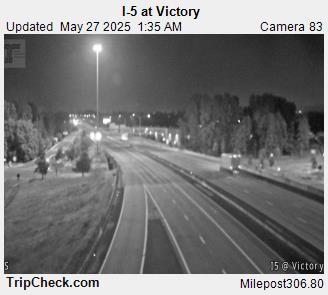 I-5 at Victory
Updated  May 27 2025  1:35 AM
Camera 83
S
I5 @ Victory
TripCheck.com
Milepost306.80